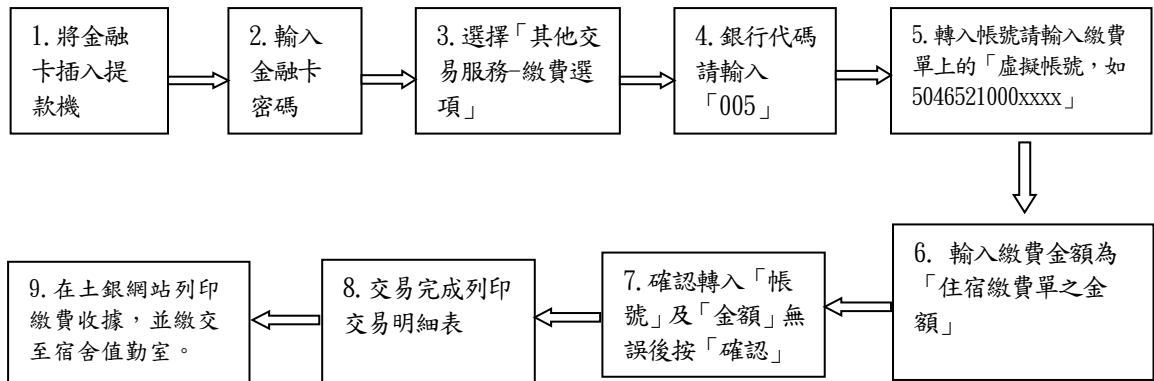 1.將金融
卡插入提
款機
2.輸入
金融卡
密碼
3.選擇「其他交
易服務-繳費選
項」
4.銀行代碼
請輸入
「005」
5.轉入帳號請輸入繳費
單上的「虛擬帳號，如
5046521000xxxx」
6. 輸入繳費金額為
「住宿繳費單之金
額」
7.確認轉入「帳
號」及「金額」無
誤後按「確認」
8.交易完成列印
交易明細表
9.在土銀網站列印
繳費收據，並繳交
至宿舍值勤室。